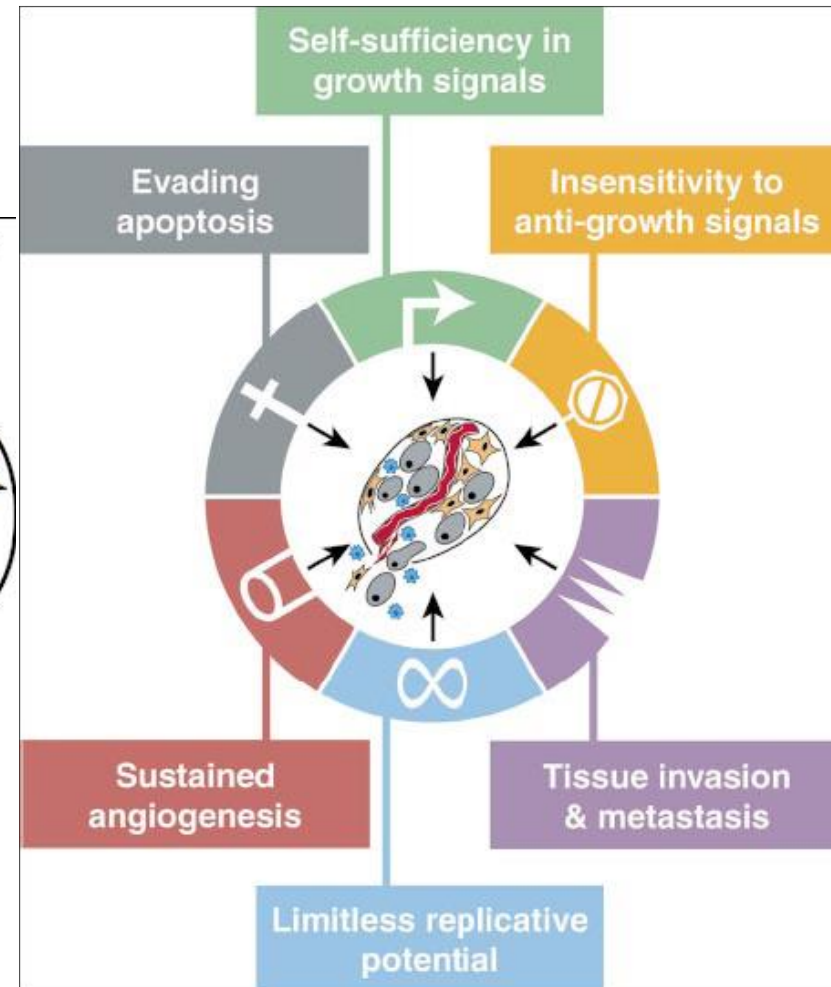 Self-sufficiency in
growth signals
Evading
apoptosis
Insensitivity to
anti-growth signals
Sustained
angiogenesis
Tissue invasion
& metastasis
Limitless replicative
potential